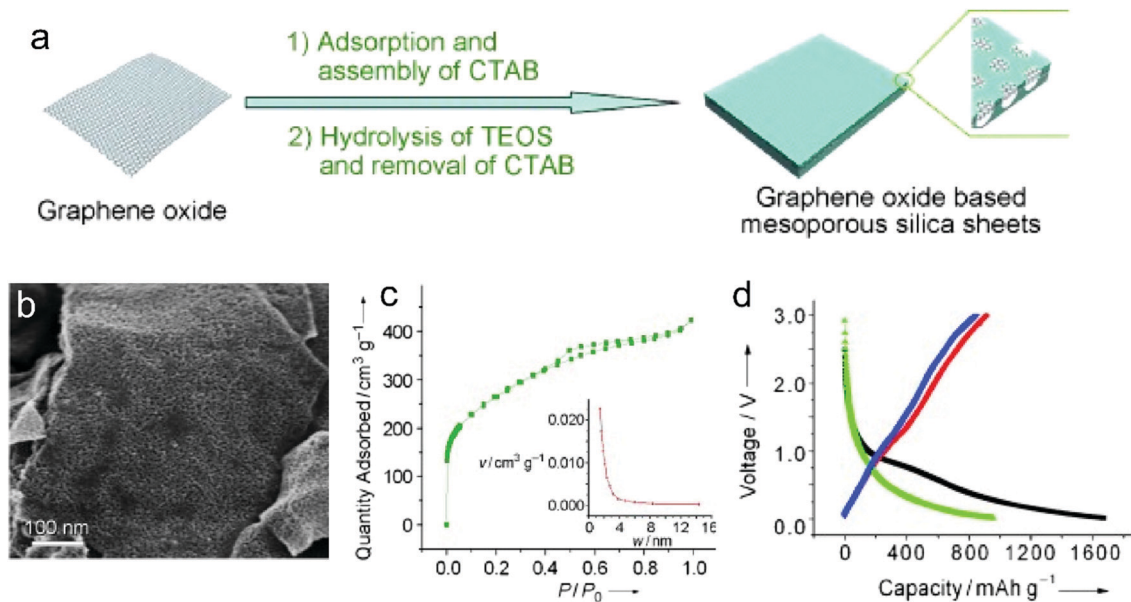 a
1) Adsorption and
assembly of CTAB
2) Hydrolysis of TEOS
and removal of CTAB
Graphene oxide
Graphene oxide based
mesoporous silica sheets
b
100 nm
c
Quantity Adsorbed / cm³ g⁻¹
400
300
200
100
0
0.0 0.2 0.4 0.6 0.8 1.0
P/P₀
v/cm³ g⁻¹
0.020
0.010
0.000
0 4 8 12 16
w/nm
d
Voltage / V
3.0
2.0
1.0
0.0
0 400 800 1200 1600
Capacity / mAh g⁻¹